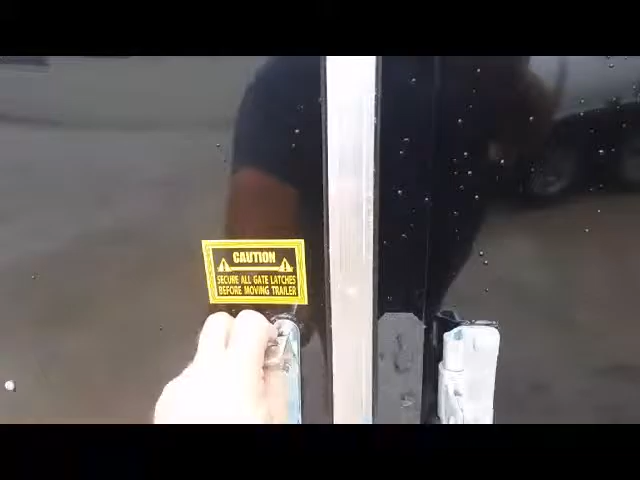 CAUTION
SECURE ALL GATE LATCHES
BEFORE MOVING TRAILER